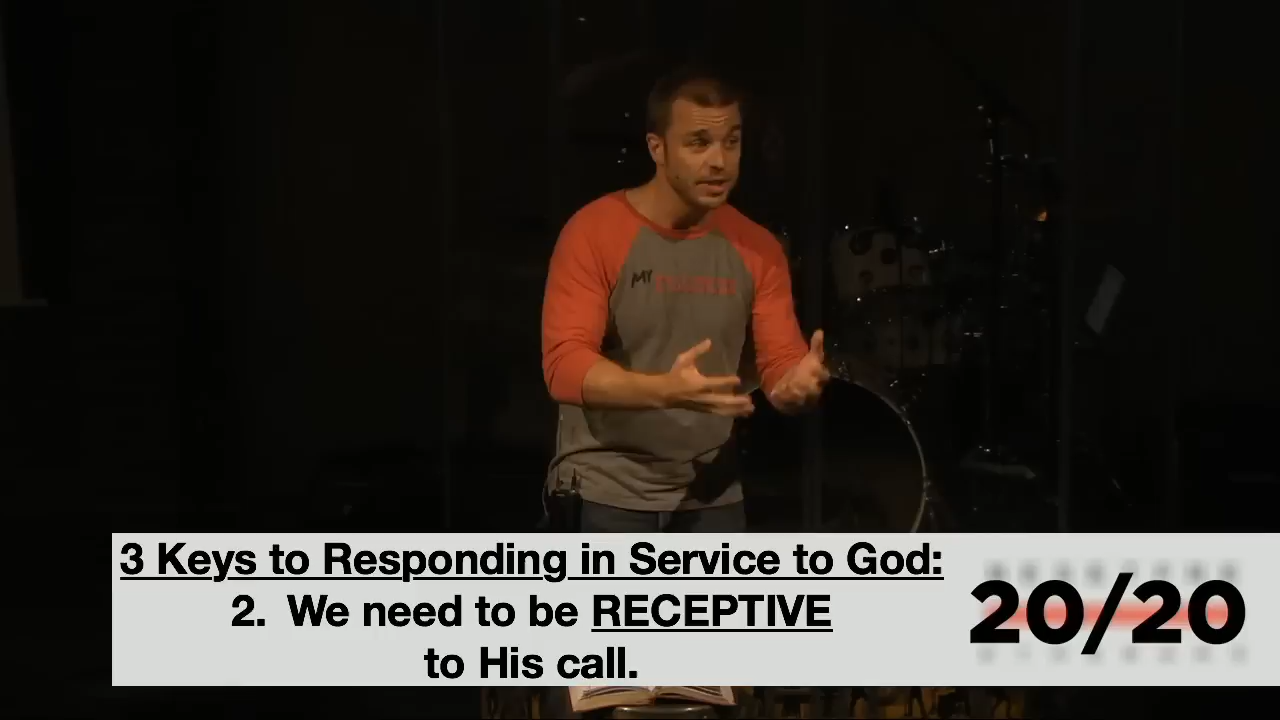 MY
3 Keys to Responding in Service to God:
2. We need to be RECEPTIVE
to His call.
20/20